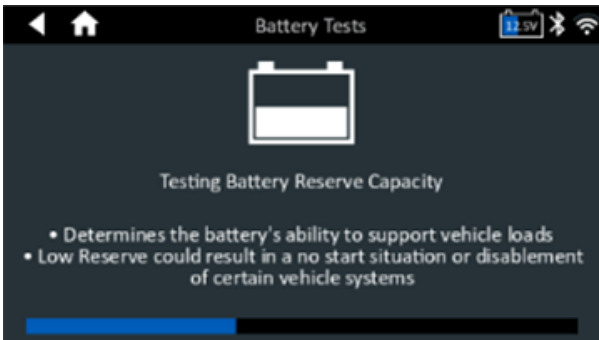 Battery Tests
12.5V
Testing Battery Reserve Capacity
• Determines the battery's ability to support vehicle loads
• Low Reserve could result in a no start situation or disablement
of certain vehicle systems